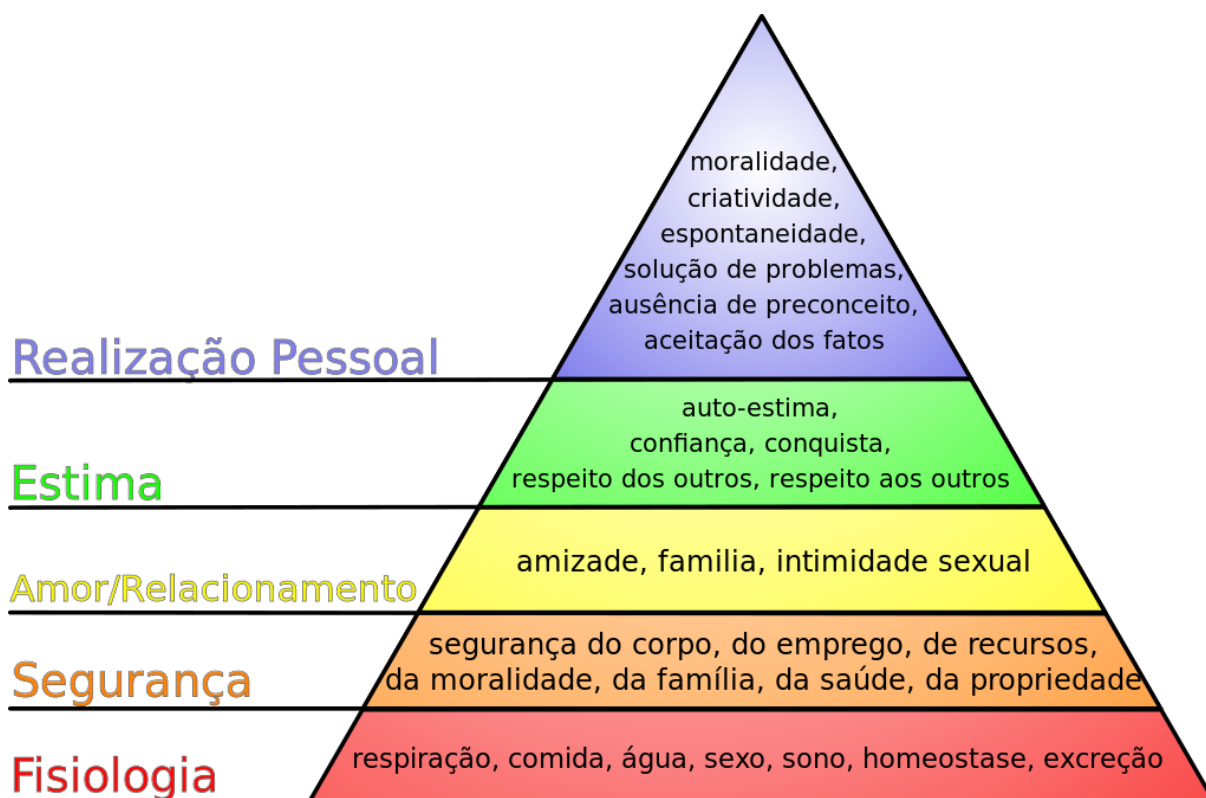 moralidade,
criatividade,
espontaneidade,
solução de problemas,
ausência de preconceito,
aceitação dos fatos
Realização Pessoal
auto-estima,
confiança, conquista,
respeito dos outros, respeito aos outros
Estima
amizade, familia, intimidade sexual
Amor/Relacionamento
segurança do corpo, do emprego, de recursos,
da moralidade, da família, da saúde, da propriedade
Segurança
respiração, comida, água, sexo, sono, homeostase, excreção
Fisiologia